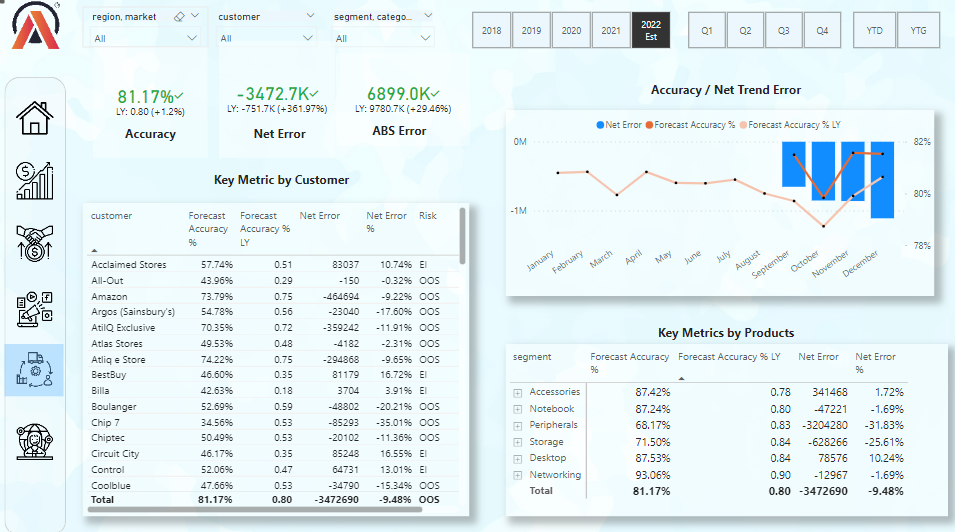 region, market
customer
segment, catego...
All
All
All
2018
2019
2020
2021
2022 Est
Q1
Q2
Q3
Q4
YTD
YTG
81.17%
LY: 0.80 (+1.2%)
Accuracy
-3472.7K
LY: -751.7K (+361.97%)
Net Error
6899.0K
LY: 9780.7K (+29.46%)
ABS Error
Accuracy / Net Trend Error
Net Error Forecast Accuracy % Forecast Accuracy % LY
0M
-1M
82%
80%
78%
January
February
March
April
May
June
July
August
September
October
November
December
Key Metric by Customer
customer Forecast Accuracy % Forecast Accuracy % LY Net Error Net Error % Risk
Acclaimed Stores 57.74% 0.51 83037 10.74% EI
All-Out 43.96% 0.29 -150 -0.32% OOS
Amazon 73.79% 0.75 -464694 -9.22% OOS
Argos (Sainsbury's) 54.78% 0.56 -23040 -17.60% OOS
AtliQ Exclusive 70.35% 0.72 -359242 -11.91% OOS
Atlas Stores 49.53% 0.48 -4182 -2.31% OOS
Atliq e Store 74.22% 0.75 -294868 -9.65% OOS
BestBuy 46.60% 0.35 81179 16.72% EI
Billa 42.63% 0.18 3704 3.91% EI
Boulanger 52.69% 0.59 -48802 -20.21% OOS
Chip 7 34.56% 0.53 -85293 -35.01% OOS
Chiptec 50.49% 0.53 -20102 -11.36% OOS
Circuit City 46.17% 0.35 85248 16.55% EI
Control 52.06% 0.47 64731 13.01% EI
Coolblue 47.66% 0.53 -34790 -15.34% OOS
Total 81.17% 0.80 -3472690 -9.48% OOS
Key Metrics by Products
segment Forecast Accuracy % Forecast Accuracy % LY Net Error Net Error %
Accessories 87.42% 0.78 341468 1.72%
Notebook 87.24% 0.80 -47221 -1.69%
Peripherals 68.17% 0.83 -3204280 -31.83%
Storage 71.50% 0.84 -628266 -25.61%
Desktop 87.53% 0.84 78576 10.24%
Networking 93.06% 0.90 -12967 -1.69%
Total 81.17% 0.80 -3472690 -9.48%